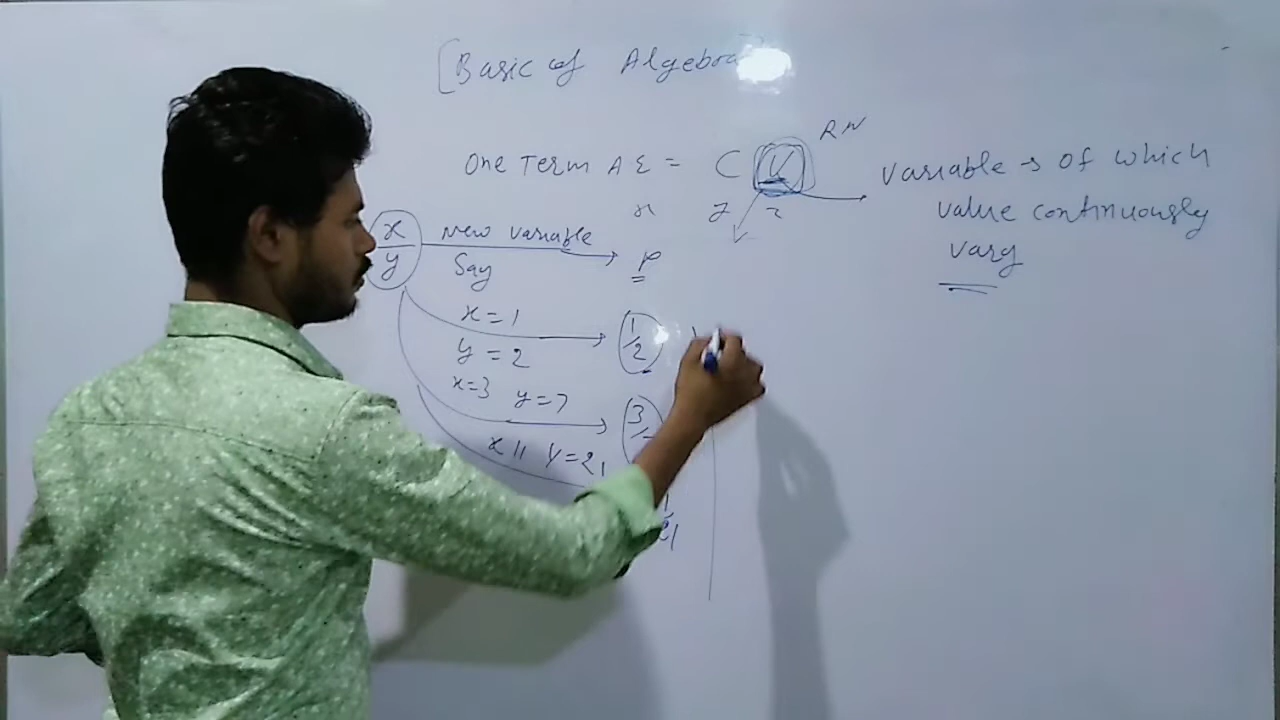 [Basic of Algebra
RN
One Term A E = C V
Variable → Of which
value continuously
vary
x y z
x/y New variable p
Say
x = 1
y = 2
1/2
x=3 y=7
3/
x 11 y=21
21